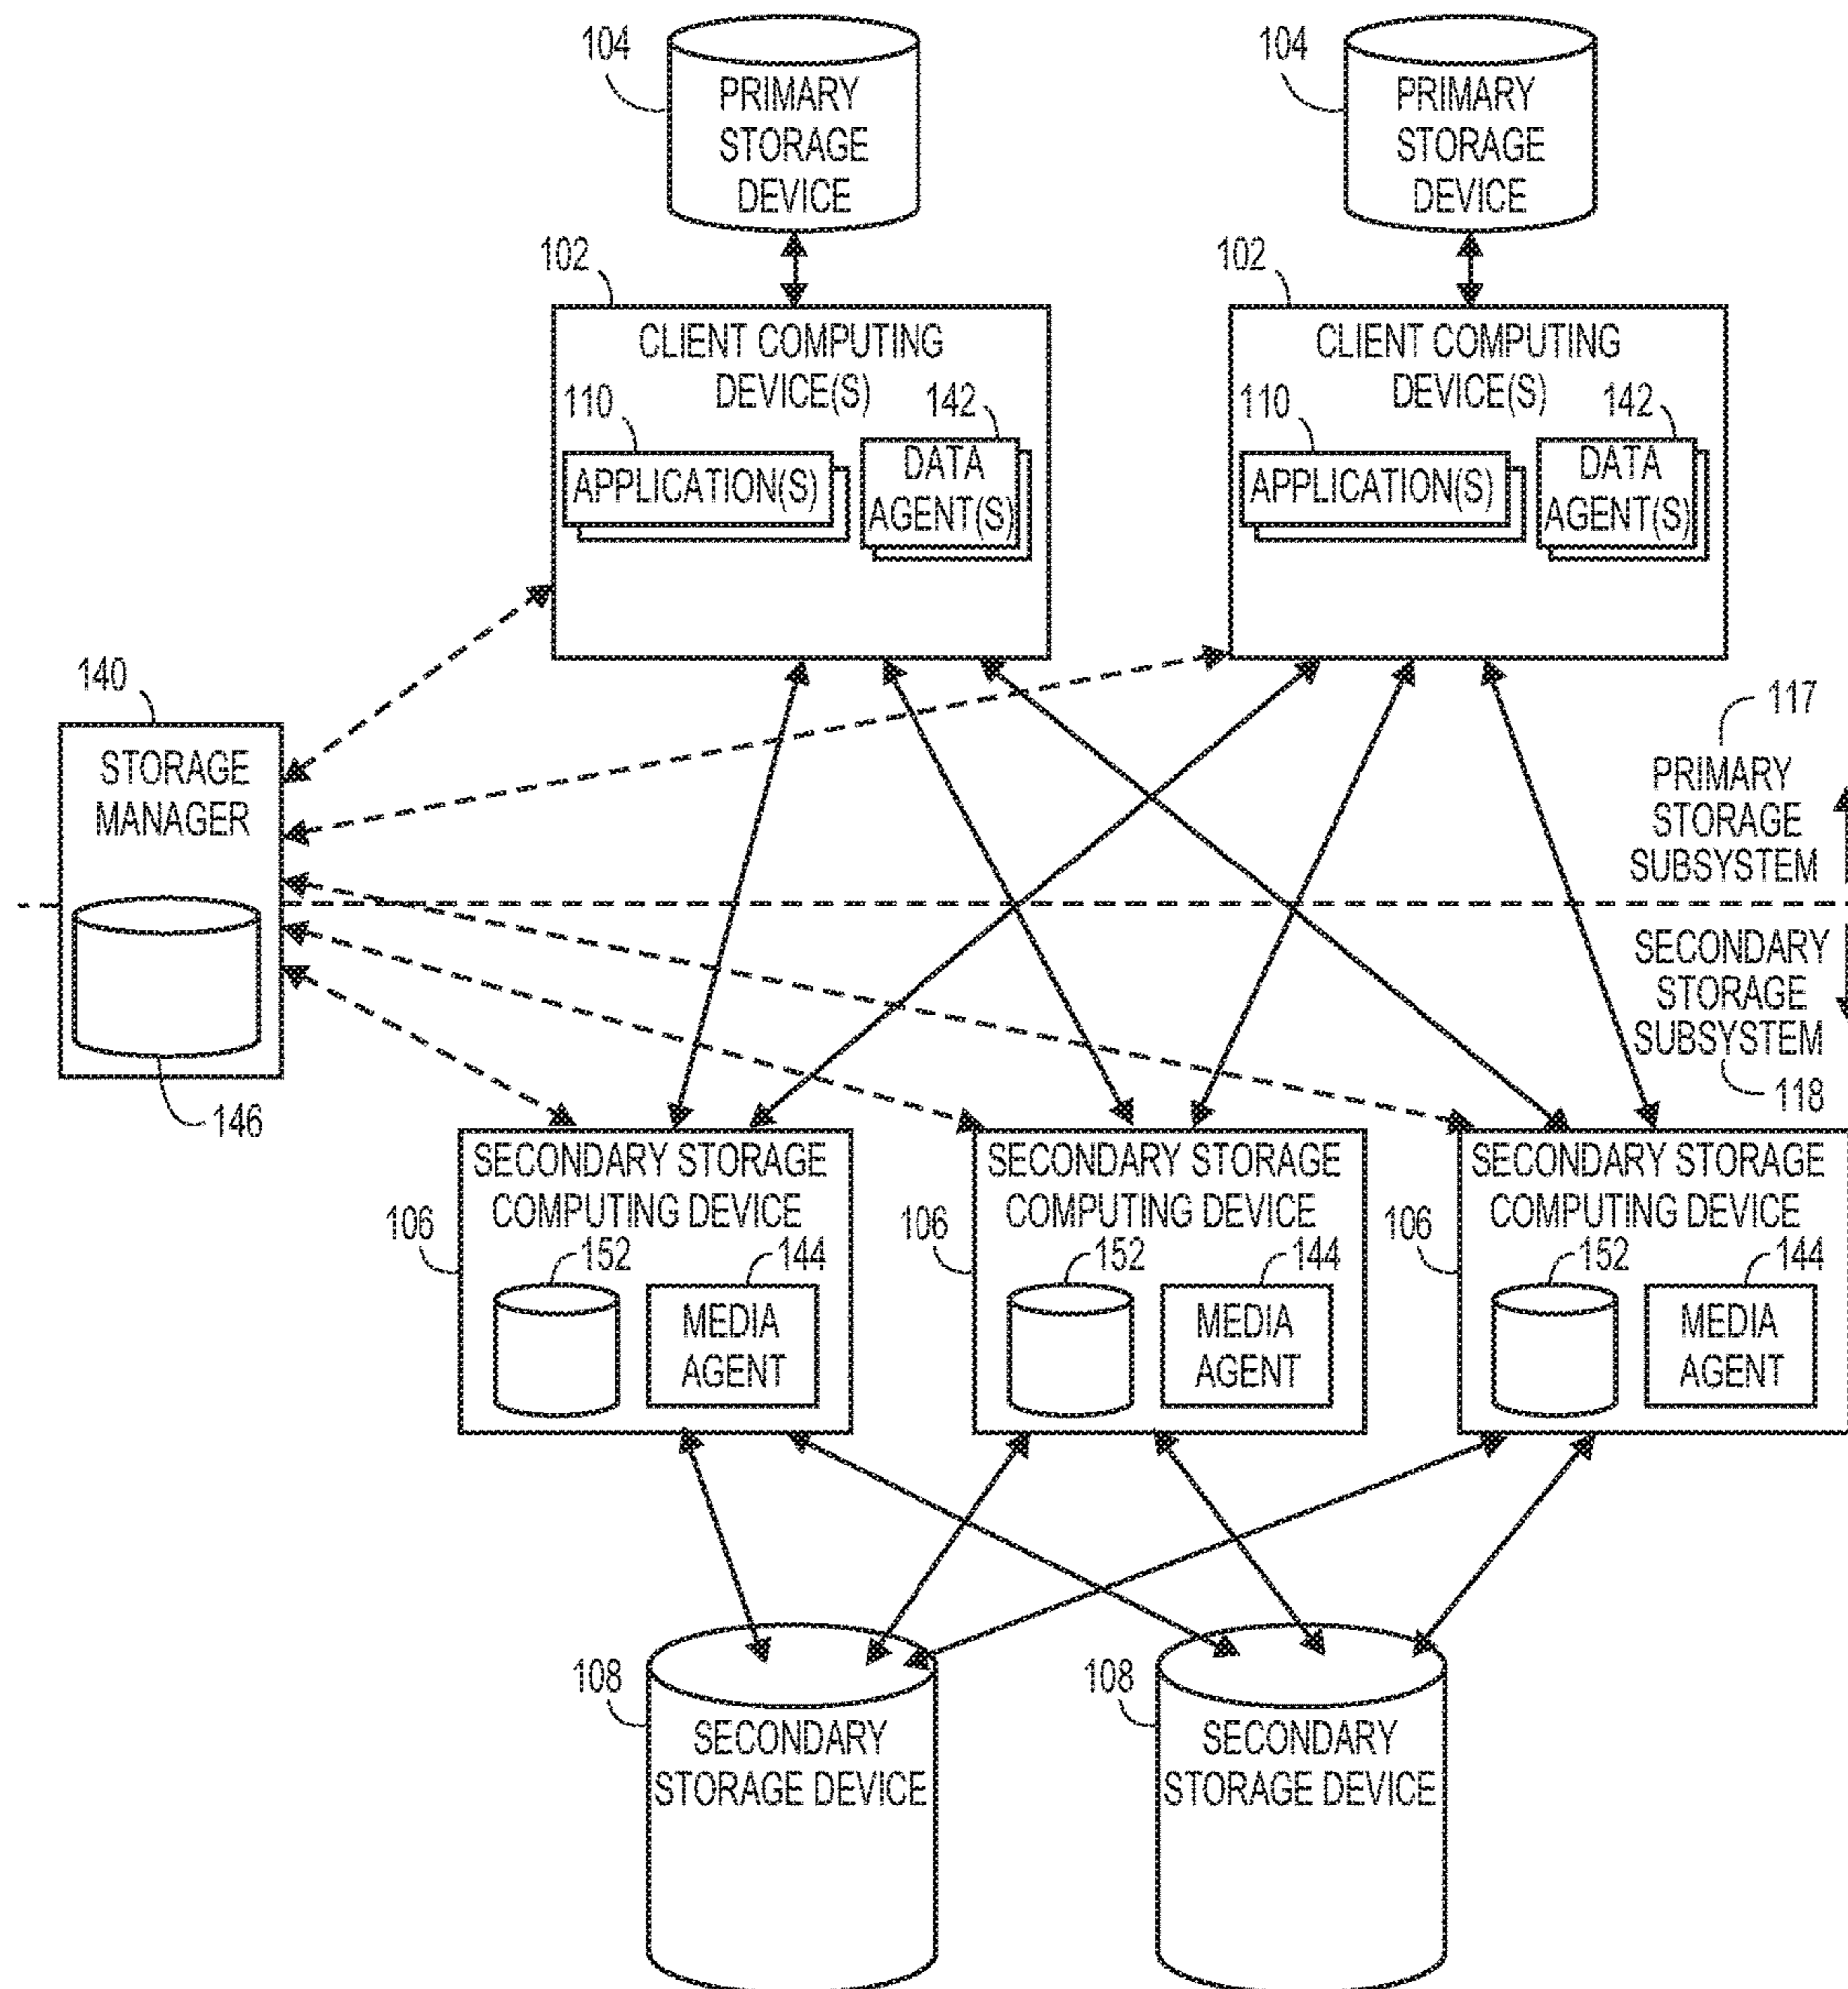 104
PRIMARY
STORAGE
DEVICE
104
PRIMARY
STORAGE
DEVICE
102
CLIENT COMPUTING
DEVICE(S)
110
APPLICATION(S)
142
DATA
AGENT(S)
102
CLIENT COMPUTING
DEVICE(S)
110
APPLICATION(S)
142
DATA
AGENT(S)
140
STORAGE
MANAGER
146
117
PRIMARY
STORAGE
SUBSYSTEM
SECONDARY
STORAGE
SUBSYSTEM
118
SECONDARY STORAGE
COMPUTING DEVICE
106
152
144
MEDIA
AGENT
SECONDARY STORAGE
COMPUTING DEVICE
106
152
144
MEDIA
AGENT
SECONDARY STORAGE
COMPUTING DEVICE
106
152
144
MEDIA
AGENT
108
SECONDARY
STORAGE DEVICE
108
SECONDARY
STORAGE DEVICE